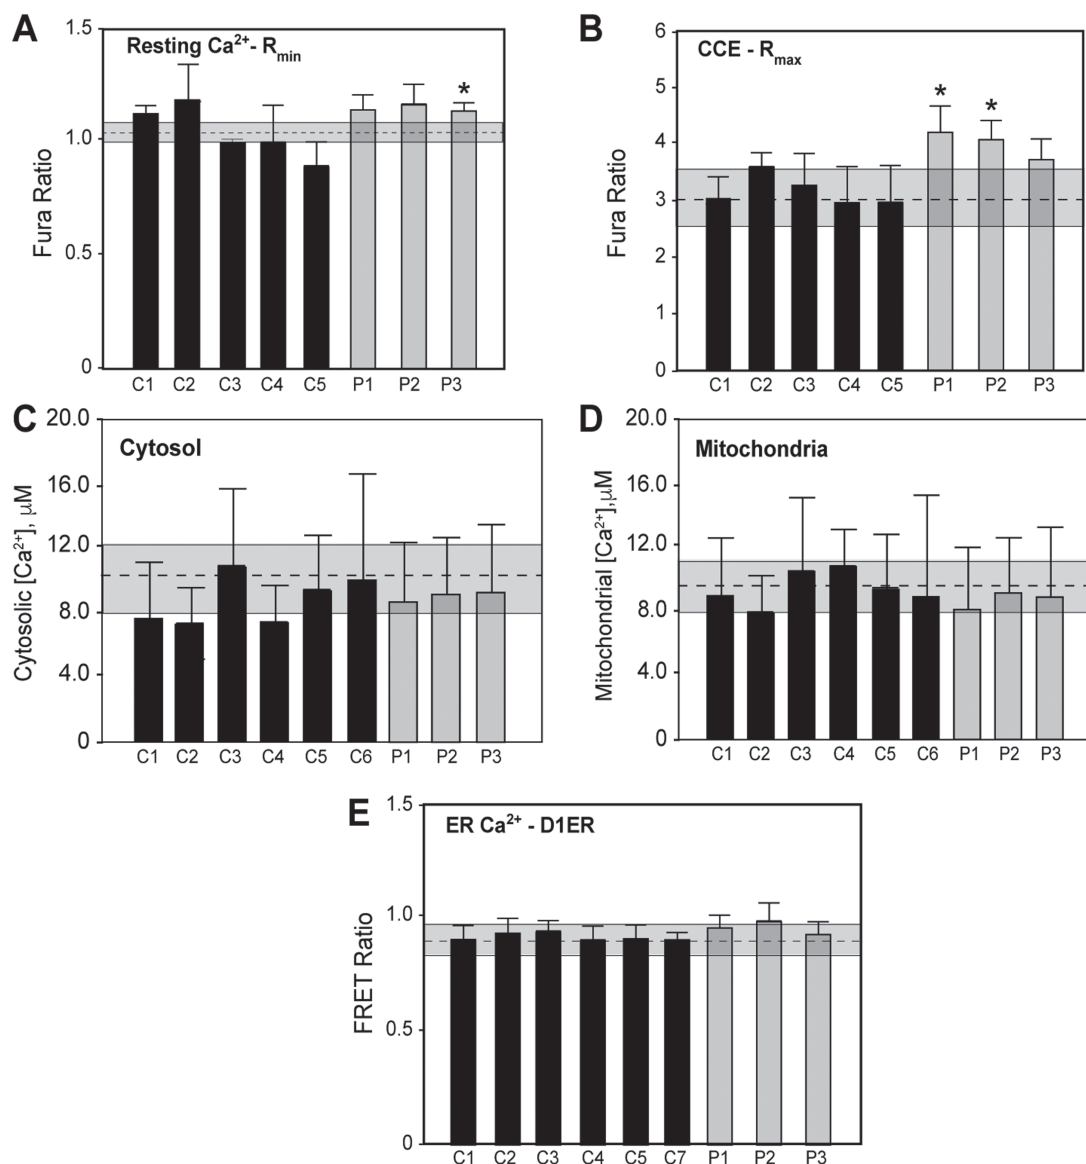 A
Resting Ca²⁺- Rmin
Fura Ratio
1.5
1.0
0.5
0
C1 C2 C3 C4 C5 P1 P2 P3
*
B
CCE - Rmax
Fura Ratio
6
5
4
3
2
1
0
C1 C2 C3 C4 C5 P1 P2 P3
* *
C
Cytosol
Cytosolic [Ca²⁺], μM
20.0
16.0
12.0
8.0
4.0
0
C1 C2 C3 C4 C5 C6 P1 P2 P3
D
Mitochondria
Mitochondrial [Ca²⁺],μM
20.0
16.0
12.0
8.0
4.0
0
C1 C2 C3 C4 C5 C6 P1 P2 P3
E
ER Ca²⁺ - D1ER
FRET Ratio
1.5
1.0
0.5
0
C1 C2 C3 C4 C5 C7 P1 P2 P3